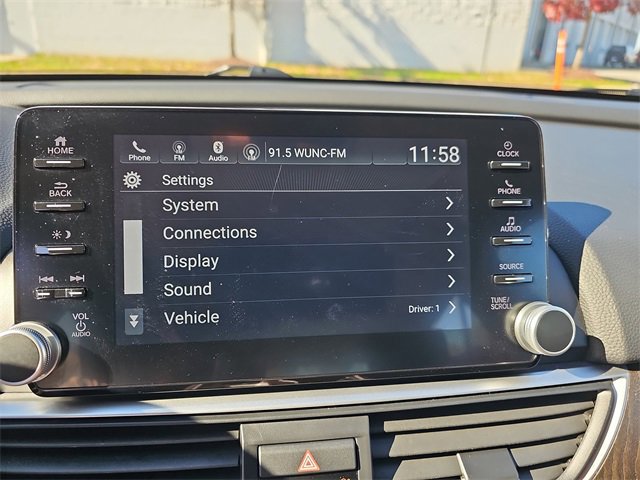 HOME
BACK
VOL
AUDIO
Phone
FM
Audio
91.5 WUNC-FM
11:58
Settings
System
Connections
Display
Sound
Vehicle
Driver: 1
CLOCK
PHONE
AUDIO
SOURCE
TUNE/
SCROLL